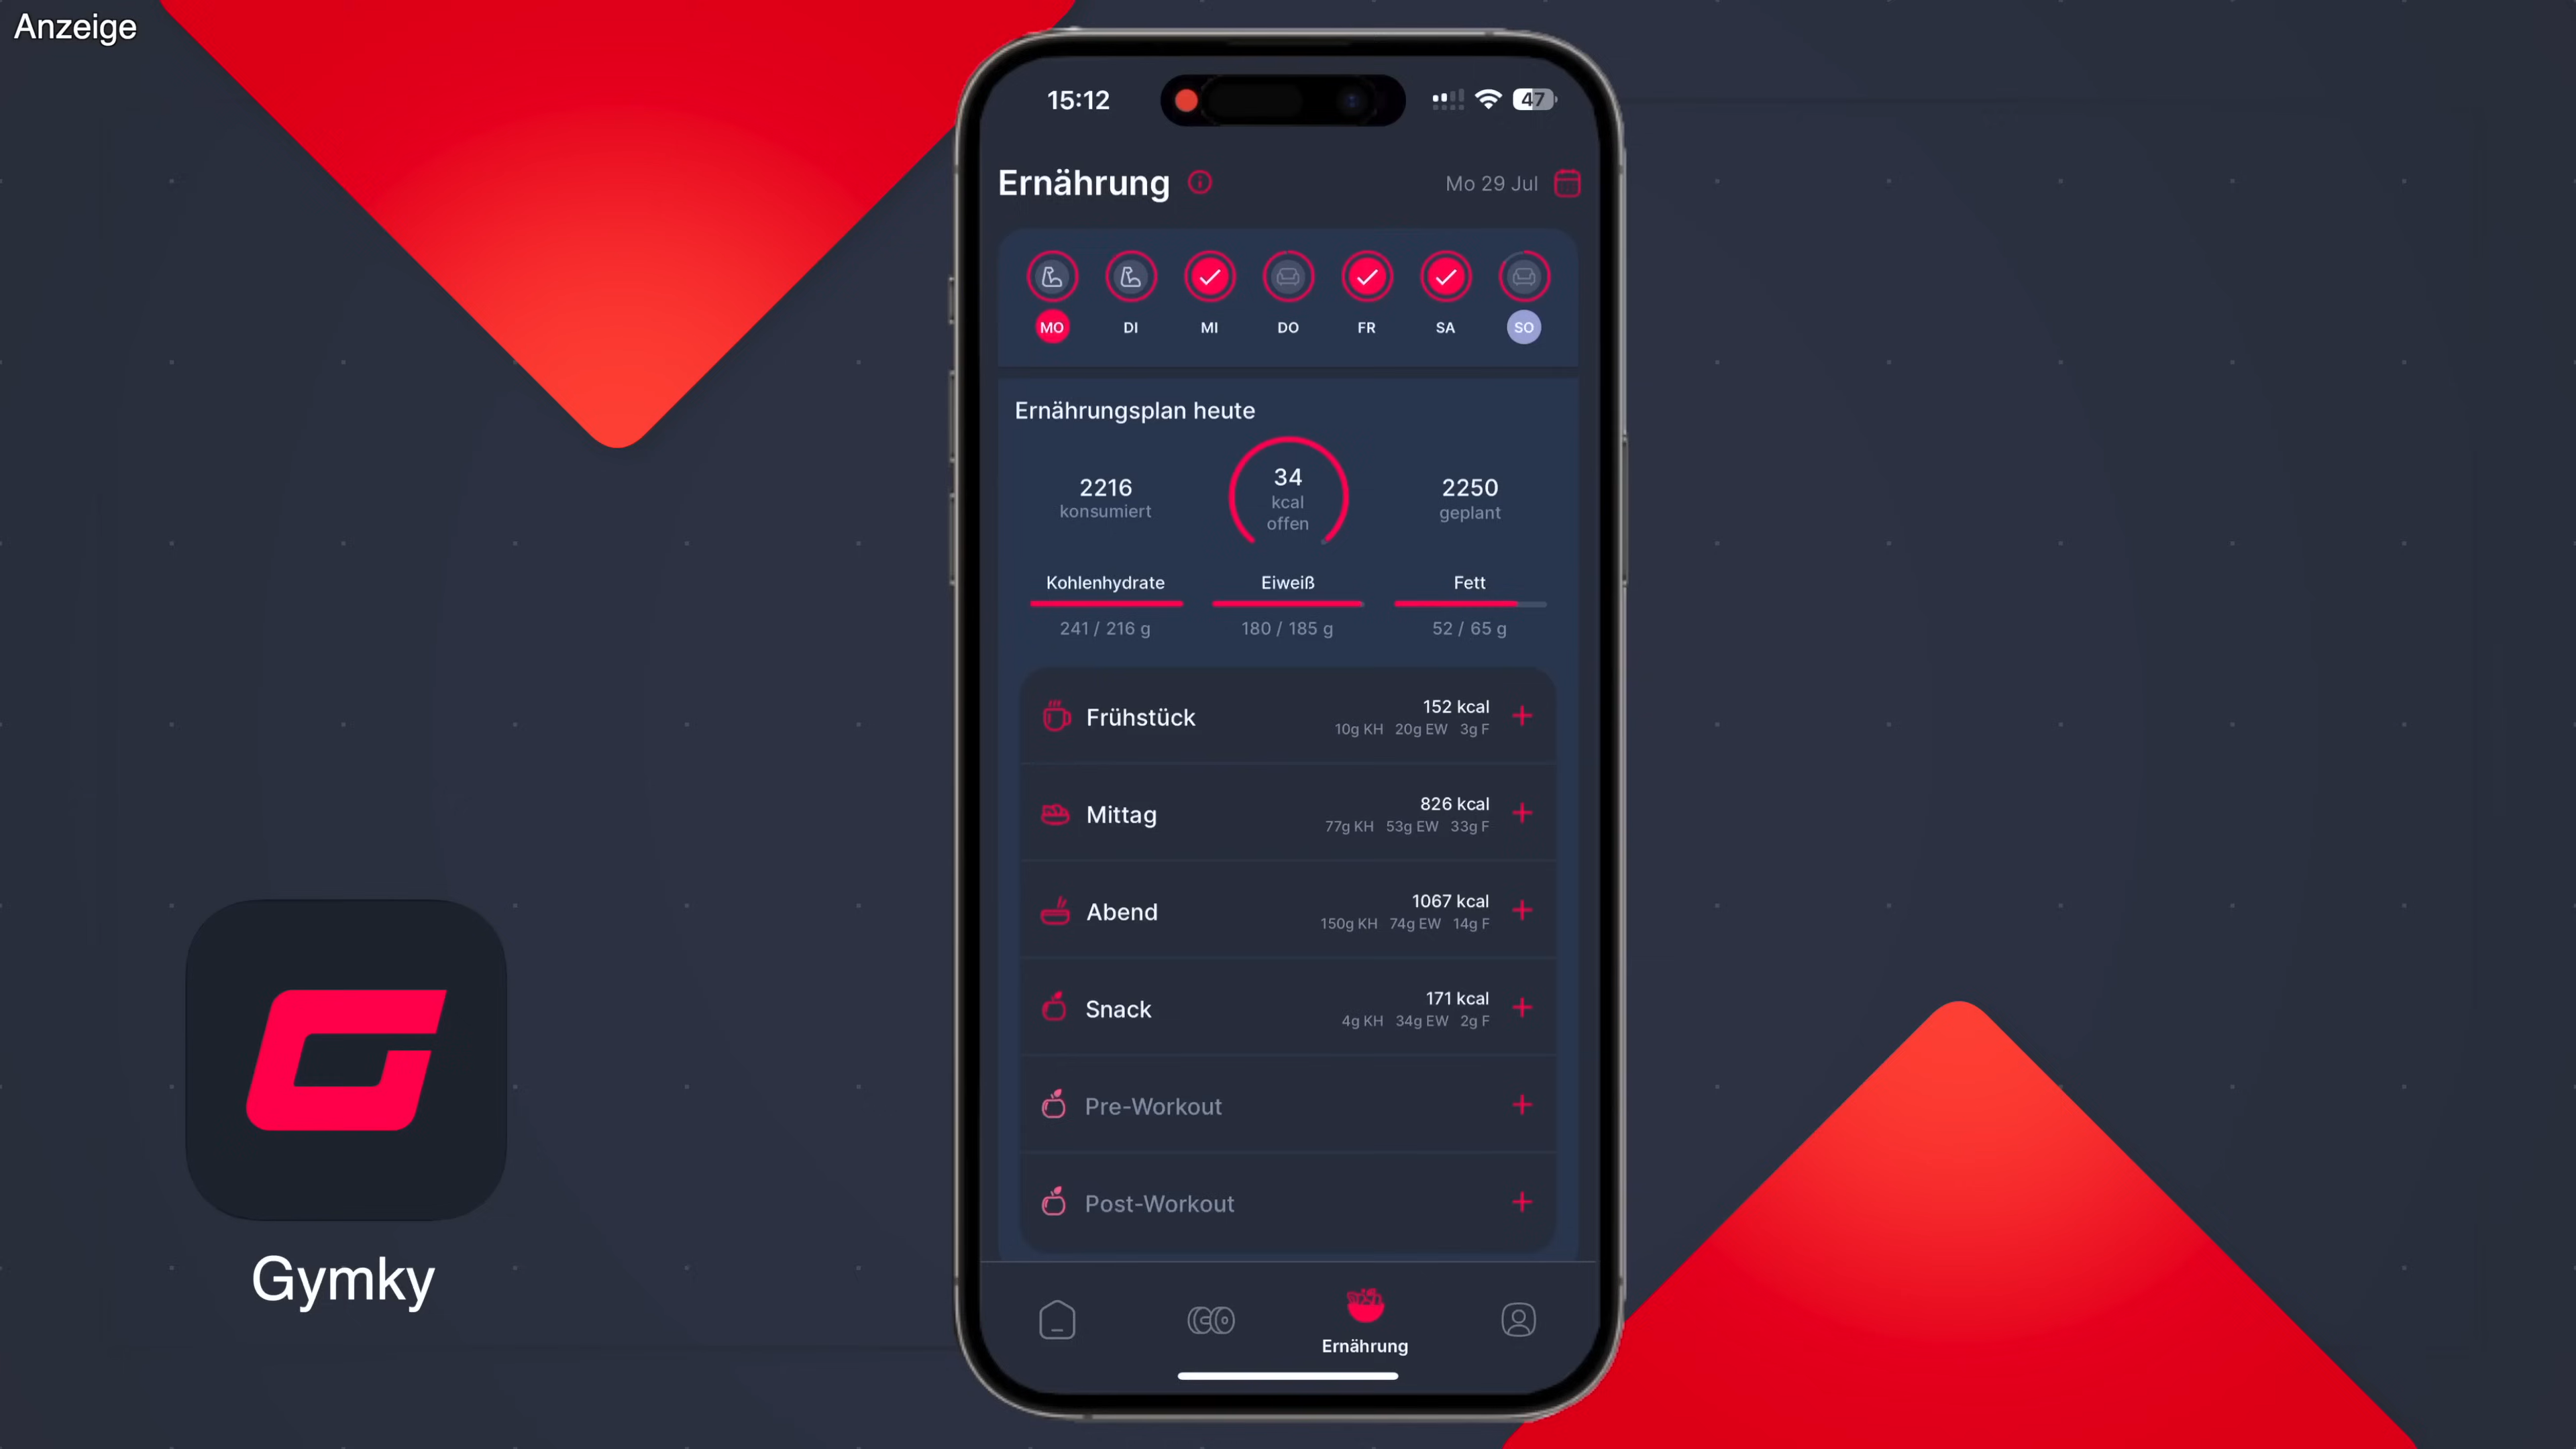 Anzeige
15:12
47
Ernährung
Mo 29 Jul
MO DI MI DO FR SA SO
Ernährungsplan heute
2216
konsumiert
34
kcal
offen
2250
geplant
Kohlenhydrate
241 / 216 g
Eiweiß
180 / 185 g
Fett
52 / 65 g
Frühstück
152 kcal
10g KH 20g EW 3g F
Mittag
826 kcal
77g KH 53g EW 33g F
Abend
1067 kcal
150g KH 74g EW 14g F
Snack
171 kcal
4g KH 34g EW 2g F
Pre-Workout
Post-Workout
Ernährung
Gymky